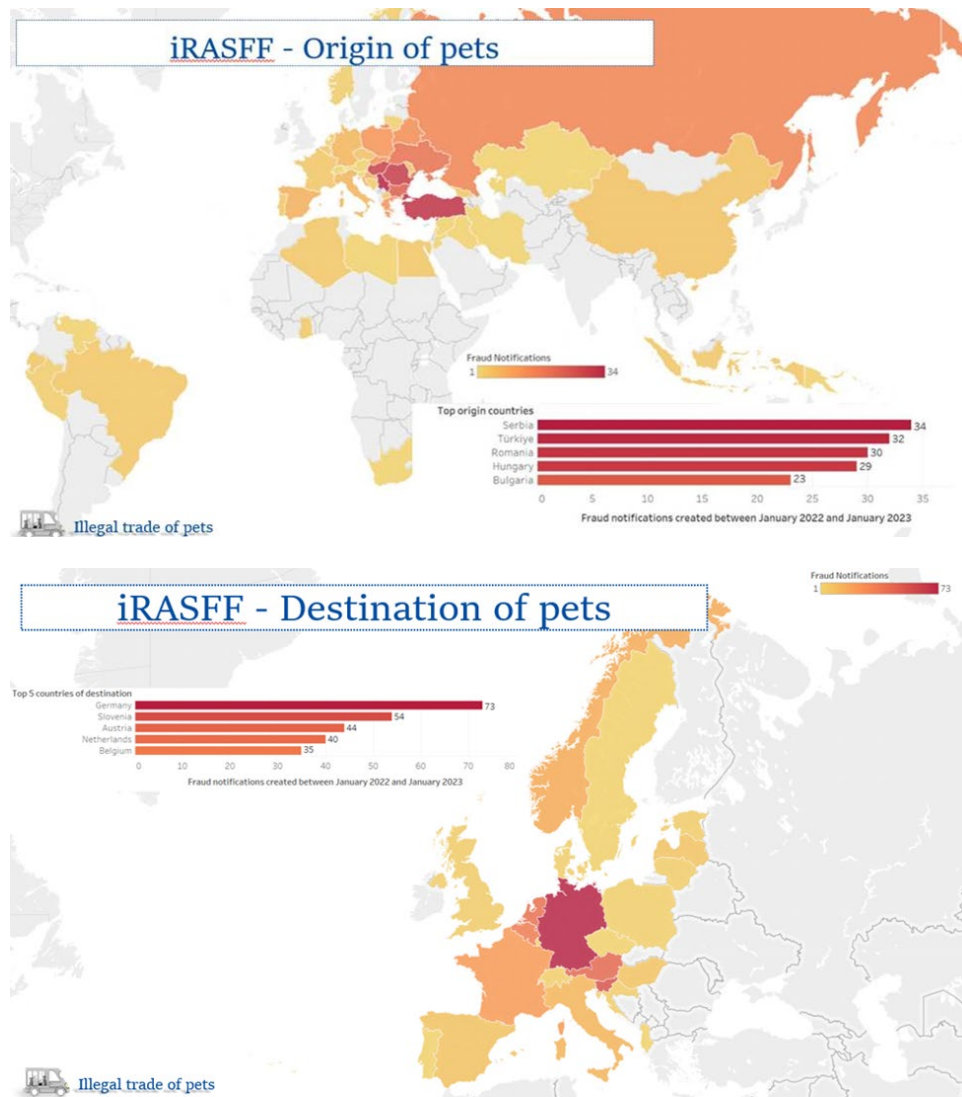 iRASFF - Origin of pets
Fraud Notifications
1 34
Top origin countries
Serbia 34
Türkiye 32
Romania 30
Hungary 29
Bulgaria 23
0 5 10 15 20 25 30 35
Fraud notifications created between January 2022 and January 2023
Illegal trade of pets
Fraud Notifications
1 73
iRASFF - Destination of pets
Top 5 countries of destination
Germany 73
Slovenia 54
Austria 44
Netherlands 40
Belgium 35
0 10 20 30 40 50 60 70 80
Fraud notifications created between January 2022 and January 2023
Illegal trade of pets